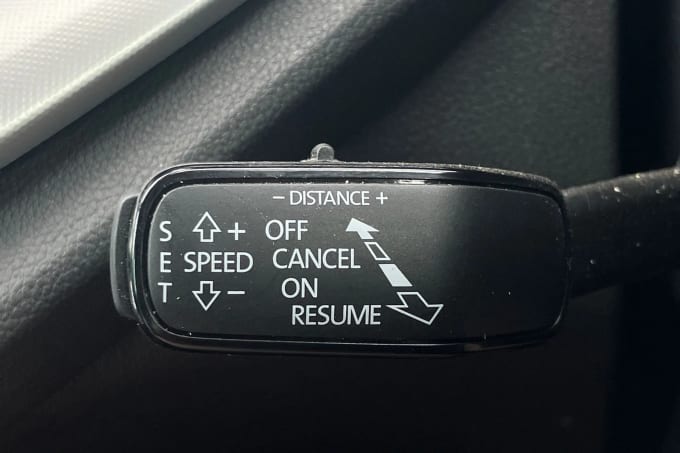 - DISTANCE +
S + OFF
E SPEED CANCEL
T - ON
RESUME